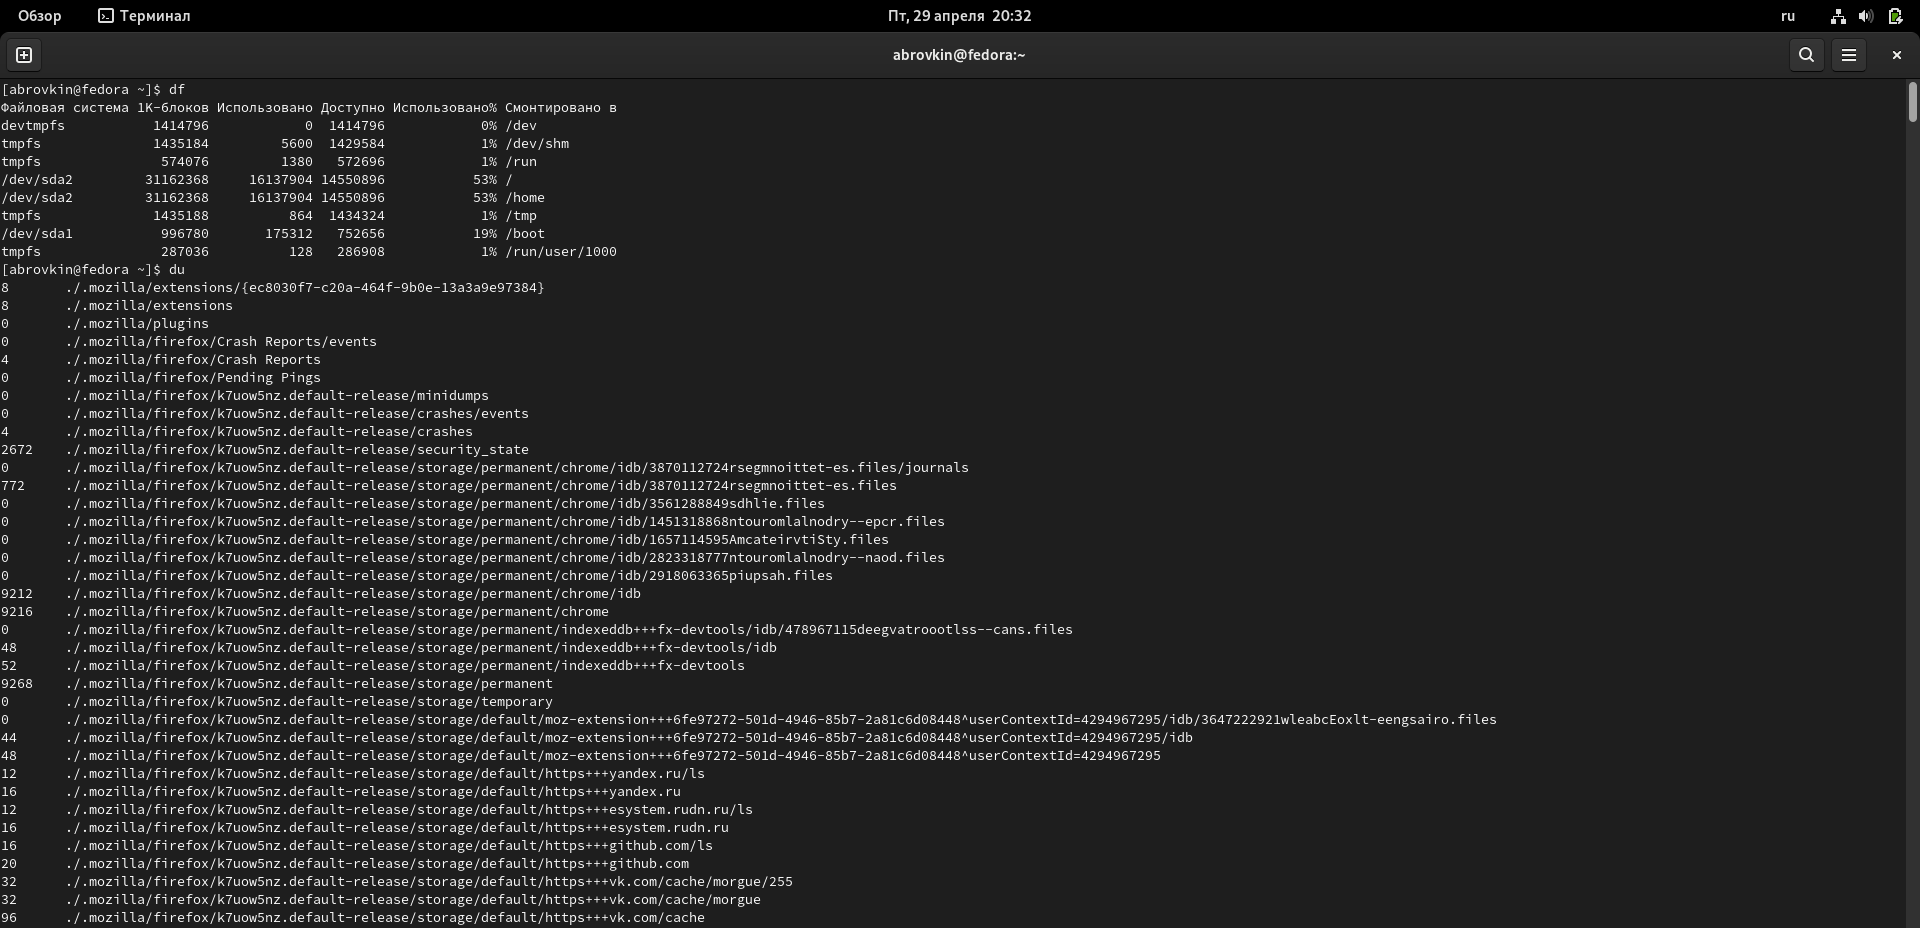 Обзор Терминал Пт, 29 апреля 20:32 ru
abrovkin@fedora:~
[abrovkin@fedora ~]$ df
Файловая система 1K-блоков Использовано Доступно Использовано% Смонтировано в
devtmpfs 1414796 0 1414796 0% /dev
tmpfs 1435184 5600 1429584 1% /dev/shm
tmpfs 574076 1380 572696 1% /run
/dev/sda2 31162368 16137904 14550896 53% /
/dev/sda2 31162368 16137904 14550896 53% /home
tmpfs 1435188 864 1434324 1% /tmp
/dev/sda1 996780 175312 752656 19% /boot
tmpfs 287036 128 286908 1% /run/user/1000
[abrovkin@fedora ~]$ du
8 ./.mozilla/extensions/{ec8030f7-c20a-464f-9b0e-13a3a9e97384}
8 ./.mozilla/extensions
0 ./.mozilla/plugins
0 ./.mozilla/firefox/Crash Reports/events
4 ./.mozilla/firefox/Crash Reports
0 ./.mozilla/firefox/Pending Pings
0 ./.mozilla/firefox/k7uow5nz.default-release/minidumps
0 ./.mozilla/firefox/k7uow5nz.default-release/crashes/events
4 ./.mozilla/firefox/k7uow5nz.default-release/crashes
2672 ./.mozilla/firefox/k7uow5nz.default-release/security_state
0 ./.mozilla/firefox/k7uow5nz.default-release/storage/permanent/chrome/idb/3870112724rsegmnoittet-es.files/journals
772 ./.mozilla/firefox/k7uow5nz.default-release/storage/permanent/chrome/idb/3870112724rsegmnoittet-es.files
0 ./.mozilla/firefox/k7uow5nz.default-release/storage/permanent/chrome/idb/3561288849sdhlie.files
0 ./.mozilla/firefox/k7uow5nz.default-release/storage/permanent/chrome/idb/1451318868ntouromlalnodry--epcr.files
0 ./.mozilla/firefox/k7uow5nz.default-release/storage/permanent/chrome/idb/1657114595AmcateirvtiSty.files
0 ./.mozilla/firefox/k7uow5nz.default-release/storage/permanent/chrome/idb/2823318777ntouromlalnodry--naod.files
0 ./.mozilla/firefox/k7uow5nz.default-release/storage/permanent/chrome/idb/2918063365piupsah.files
9212 ./.mozilla/firefox/k7uow5nz.default-release/storage/permanent/chrome/idb
9216 ./.mozilla/firefox/k7uow5nz.default-release/storage/permanent/chrome
0 ./.mozilla/firefox/k7uow5nz.default-release/storage/permanent/indexeddb+++fx-devtools/idb/478967115deegvatroootlss--cans.files
48 ./.mozilla/firefox/k7uow5nz.default-release/storage/permanent/indexeddb+++fx-devtools/idb
52 ./.mozilla/firefox/k7uow5nz.default-release/storage/permanent/indexeddb+++fx-devtools
9268 ./.mozilla/firefox/k7uow5nz.default-release/storage/permanent
0 ./.mozilla/firefox/k7uow5nz.default-release/storage/temporary
0 ./.mozilla/firefox/k7uow5nz.default-release/storage/default/moz-extension+++6fe97272-501d-4946-85b7-2a81c6d08448^userContextId=4294967295/idb/3647222921wleabcEoxlt-eengsairo.files
44 ./.mozilla/firefox/k7uow5nz.default-release/storage/default/moz-extension+++6fe97272-501d-4946-85b7-2a81c6d08448^userContextId=4294967295/idb
48 ./.mozilla/firefox/k7uow5nz.default-release/storage/default/moz-extension+++6fe97272-501d-4946-85b7-2a81c6d08448^userContextId=4294967295
12 ./.mozilla/firefox/k7uow5nz.default-release/storage/default/https+++yandex.ru/ls
16 ./.mozilla/firefox/k7uow5nz.default-release/storage/default/https+++yandex.ru
12 ./.mozilla/firefox/k7uow5nz.default-release/storage/default/https+++esystem.rudn.ru/ls
16 ./.mozilla/firefox/k7uow5nz.default-release/storage/default/https+++esystem.rudn.ru
16 ./.mozilla/firefox/k7uow5nz.default-release/storage/default/https+++github.com/ls
20 ./.mozilla/firefox/k7uow5nz.default-release/storage/default/https+++github.com
32 ./.mozilla/firefox/k7uow5nz.default-release/storage/default/https+++vk.com/cache/morgue/255
32 ./.mozilla/firefox/k7uow5nz.default-release/storage/default/https+++vk.com/cache/morgue
96 ./.mozilla/firefox/k7uow5nz.default-release/storage/default/https+++vk.com/cache